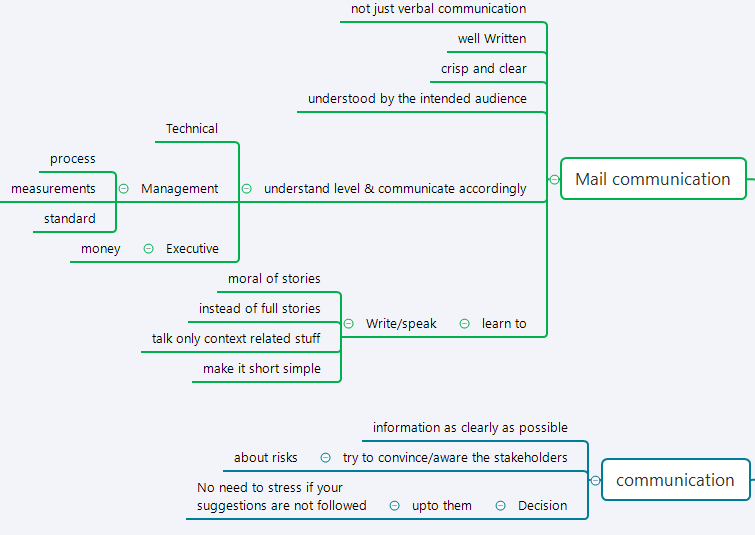 not just verbal communication
well Written
crisp and clear
understood by the intended audience
Technical
process
measurements
Management
understand level & communicate accordingly
Mail communication
standard
money
Executive
moral of stories
instead of full stories
Write/speak
learn to
talk only context related stuff
make it short simple
information as clearly as possible
about risks
try to convince/aware the stakeholders
communication
No need to stress if your
suggestions are not followed
upto them
Decision